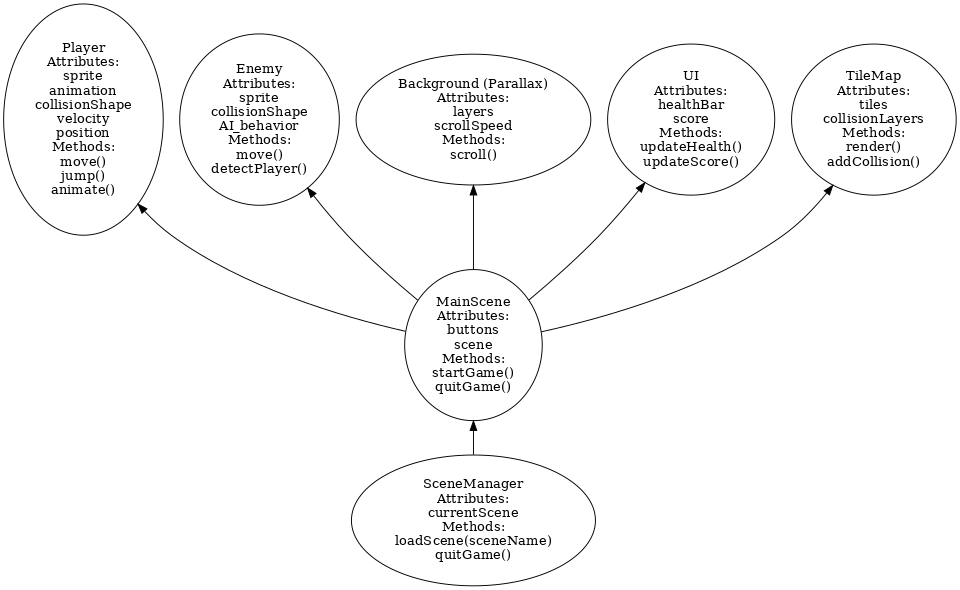 Player
Attributes:
sprite
animation
collisionShape
velocity
position
Methods:
move()
jump()
animate()
Enemy
Attributes:
sprite
collisionShape
AI_behavior
Methods:
move()
detectPlayer()
Background (Parallax)
Attributes:
layers
scrollSpeed
Methods:
scroll()
UI
Attributes:
healthBar
score
Methods:
updateHealth()
updateScore()
TileMap
Attributes:
tiles
collisionLayers
Methods:
render()
addCollision()
MainScene
Attributes:
buttons
scene
Methods:
startGame()
quitGame()
SceneManager
Attributes:
currentScene
Methods:
loadScene(sceneName)
quitGame()